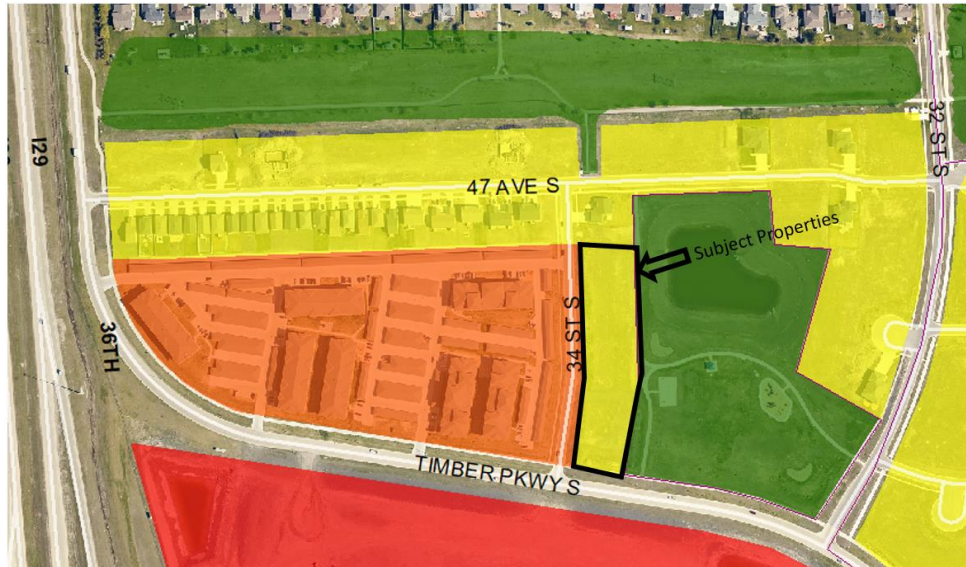 I29
47 AVE S
32 ST S
Subject Properties
34 ST S
36TH
TIMBER PKWY S